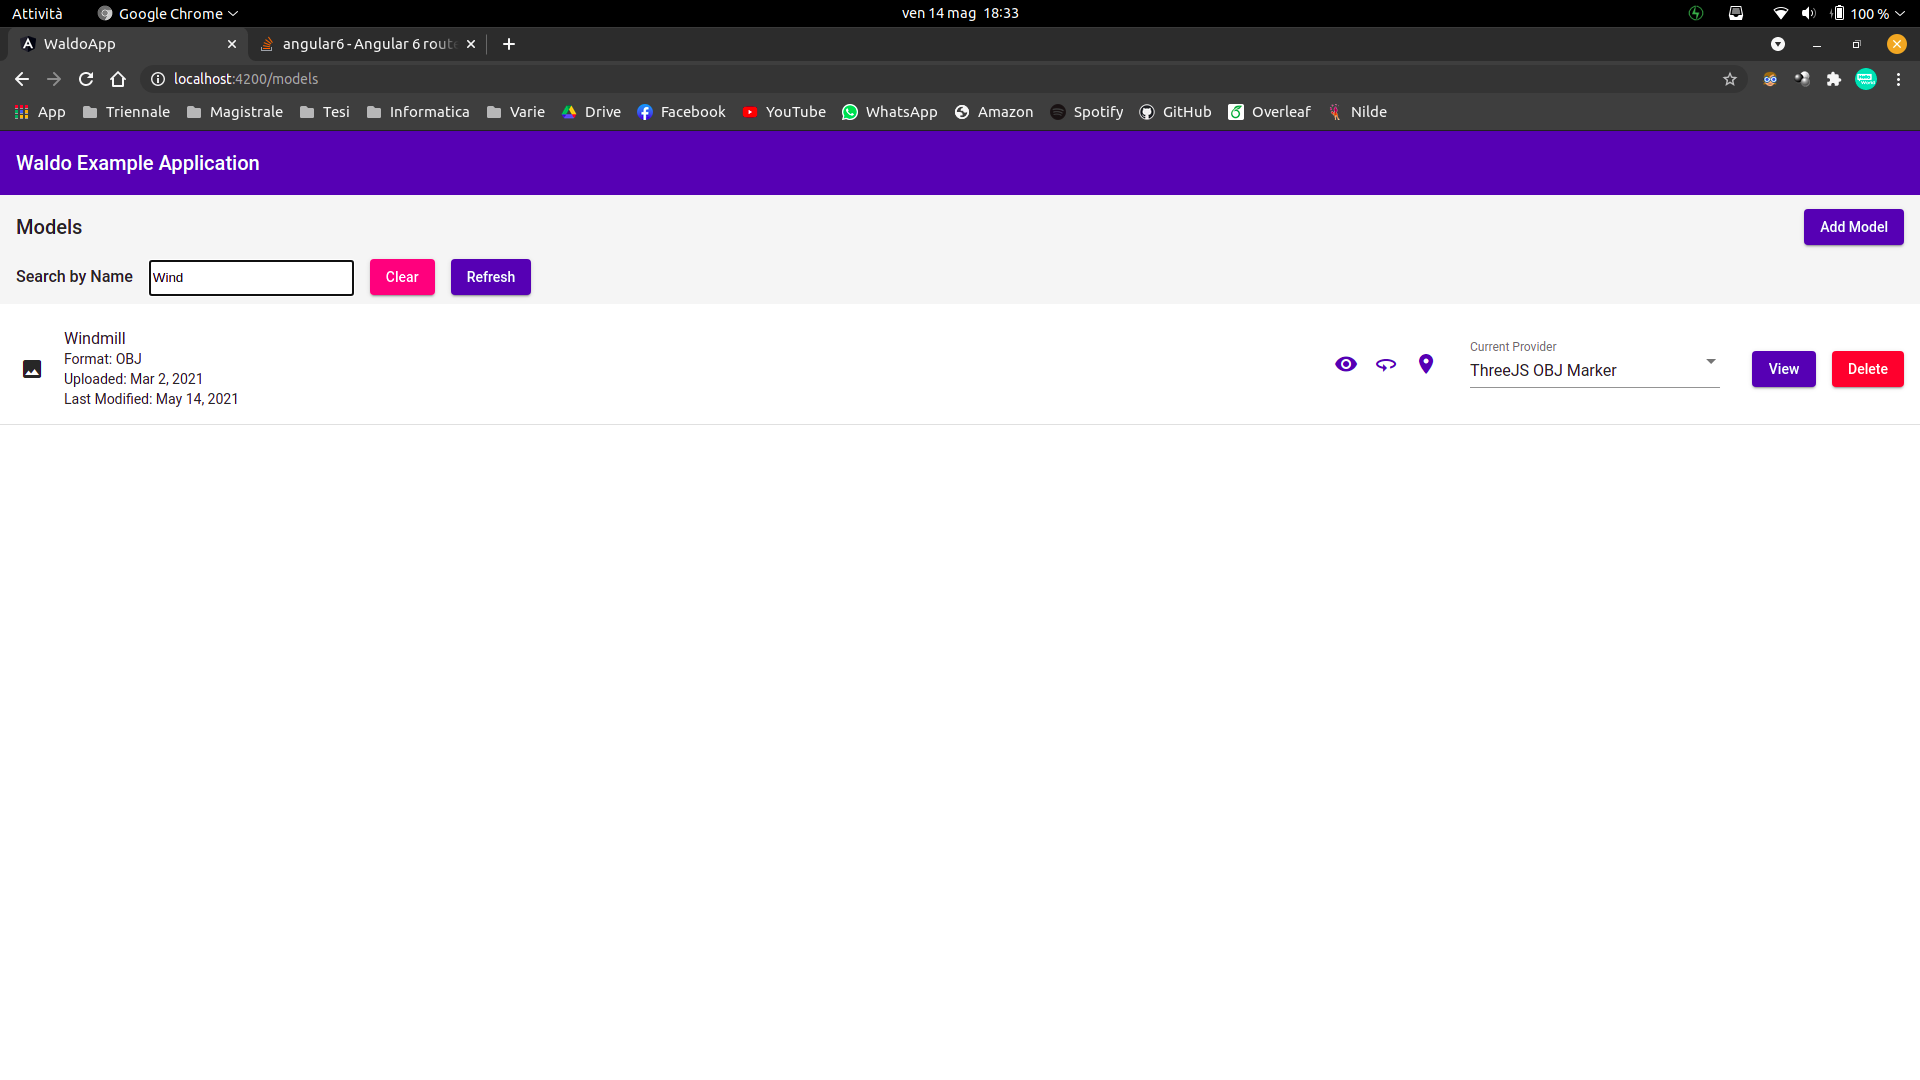 Attività Google Chrome ven 14 mag 18:33 100 %
WaldoApp angular6 - Angular 6 route
localhost:4200/models
App Triennale Magistrale Tesi Informatica Varie Drive Facebook YouTube WhatsApp Amazon Spotify GitHub Overleaf Nilde
Waldo Example Application
Models Add Model
Search by Name Wind Clear Refresh
Windmill
Format: OBJ
Uploaded: Mar 2, 2021
Last Modified: May 14, 2021
Current Provider
ThreeJS OBJ Marker
View Delete